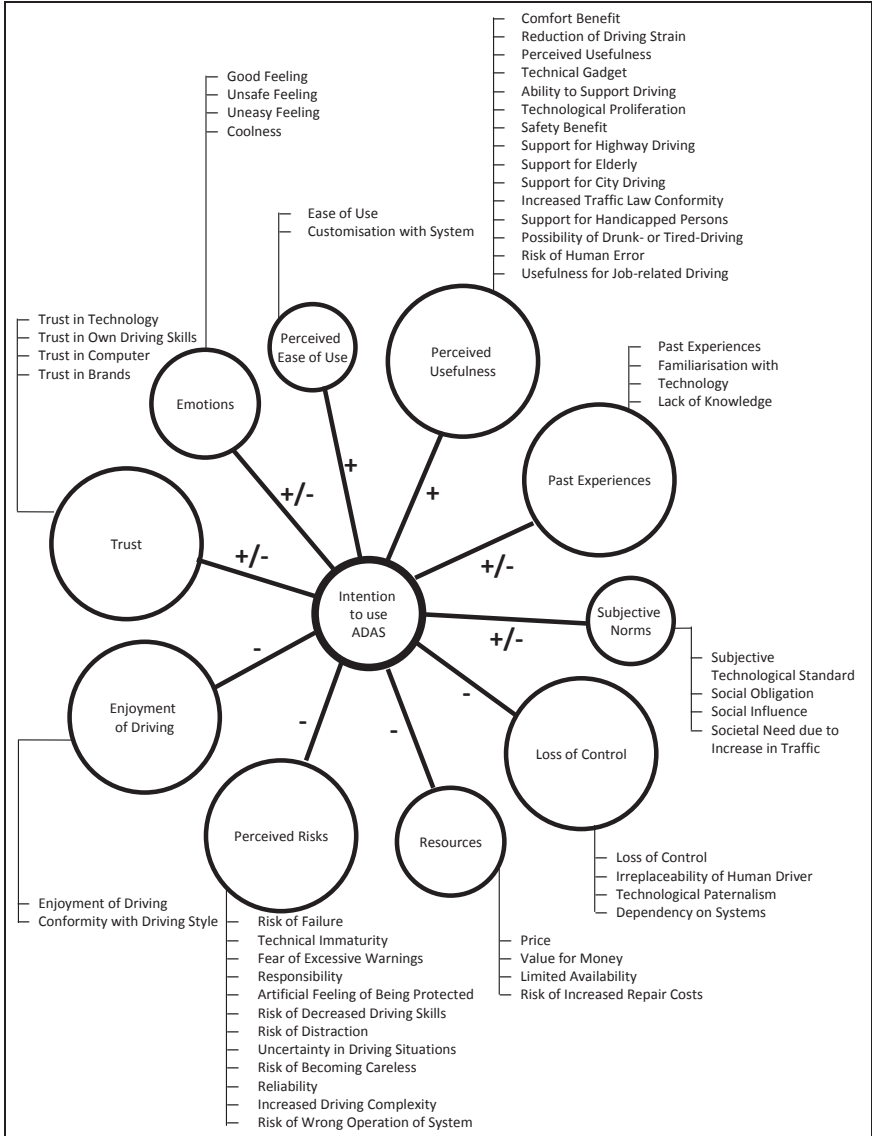 Comfort Benefit
Reduction of Driving Strain
Perceived Usefulness
Technical Gadget
Ability to Support Driving
Technological Proliferation
Safety Benefit
Support for Highway Driving
Support for Elderly
Support for City Driving
Increased Traffic Law Conformity
Support for Handicapped Persons
Possibility of Drunk- or Tired-Driving
Risk of Human Error
Usefulness for Job-related Driving
Good Feeling
Unsafe Feeling
Uneasy Feeling
Coolness
Ease of Use
Customisation with System
Trust in Technology
Trust in Own Driving Skills
Trust in Computer
Trust in Brands
Perceived
Ease of Use
Perceived
Usefulness
Emotions
Past Experiences
Familiarisation with
Technology
Lack of Knowledge
Past Experiences
Trust
+
+
+/-
+/-
+/-
Intention
to use
ADAS
Subjective
Norms
+/-
Subjective
Technological Standard
Social Obligation
Social Influence
Societal Need due to
Increase in Traffic
-
-
-
-
Enjoyment
of Driving
Loss of Control
Perceived Risks
Resources
Loss of Control
Irreplaceability of Human Driver
Technological Paternalism
Dependency on Systems
Enjoyment of Driving
Conformity with Driving Style
Risk of Failure
Technical Immaturity
Fear of Excessive Warnings
Responsibility
Artificial Feeling of Being Protected
Risk of Decreased Driving Skills
Risk of Distraction
Uncertainty in Driving Situations
Risk of Becoming Careless
Reliability
Increased Driving Complexity
Risk of Wrong Operation of System
Price
Value for Money
Limited Availability
Risk of Increased Repair Costs